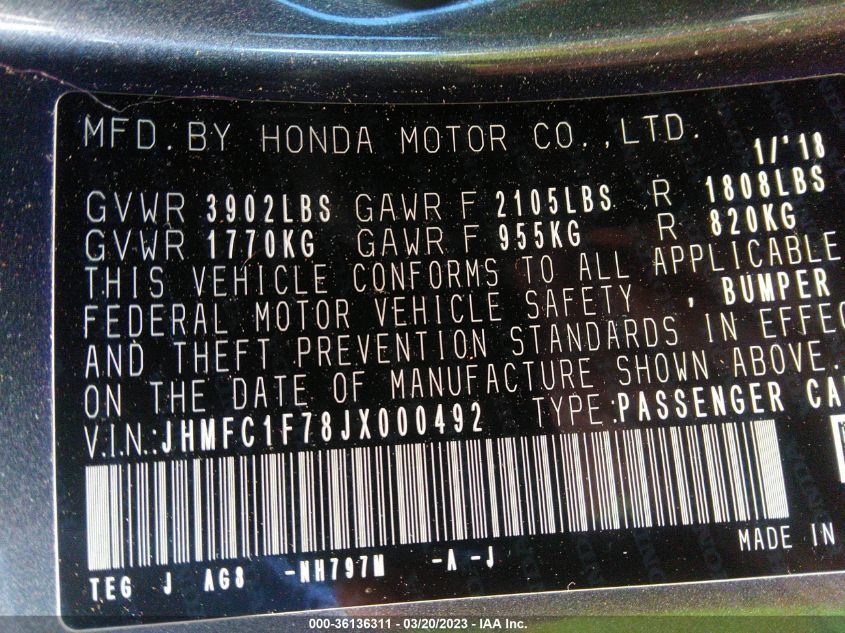 MFD.BY HONDA MOTOR CO.,LTD.
1/'18
GVWR 3902LBS GAWR F 2105LBS R 1808LBS
GVWR 1770KG GAWR F 955KG R 820KG
THIS VEHICLE CONFORMS TO ALL APPLICABLE
FEDERAL MOTOR VEHICLE SAFETY , BUMPER
AND THEFT PREVENTION STANDARDS IN EFFEC
ON THE DATE OF MANUFACTURE SHOWN ABOVE.
V.I.N.:JHMFC1F78JX000492 TYPE:PASSENGER CA
MADE IN
TEG J AG8 -NH797M -A -J
000-36136311 - 03/20/2023 - IAA Inc.